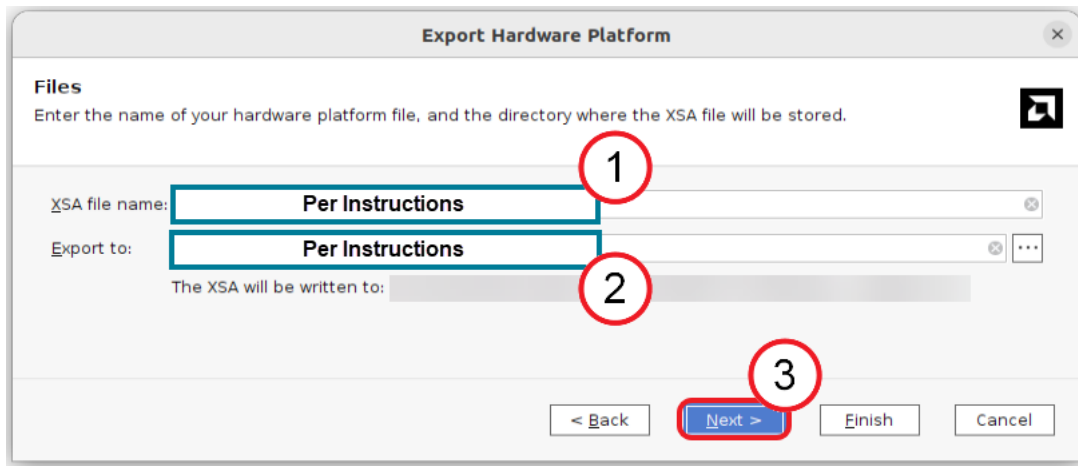 Export Hardware Platform
Files
Enter the name of your hardware platform file, and the directory where the XSA file will be stored.
1
XSA file name: Per Instructions
Export to: Per Instructions ...
The XSA will be written to:
2
3
< Back Next > Finish Cancel